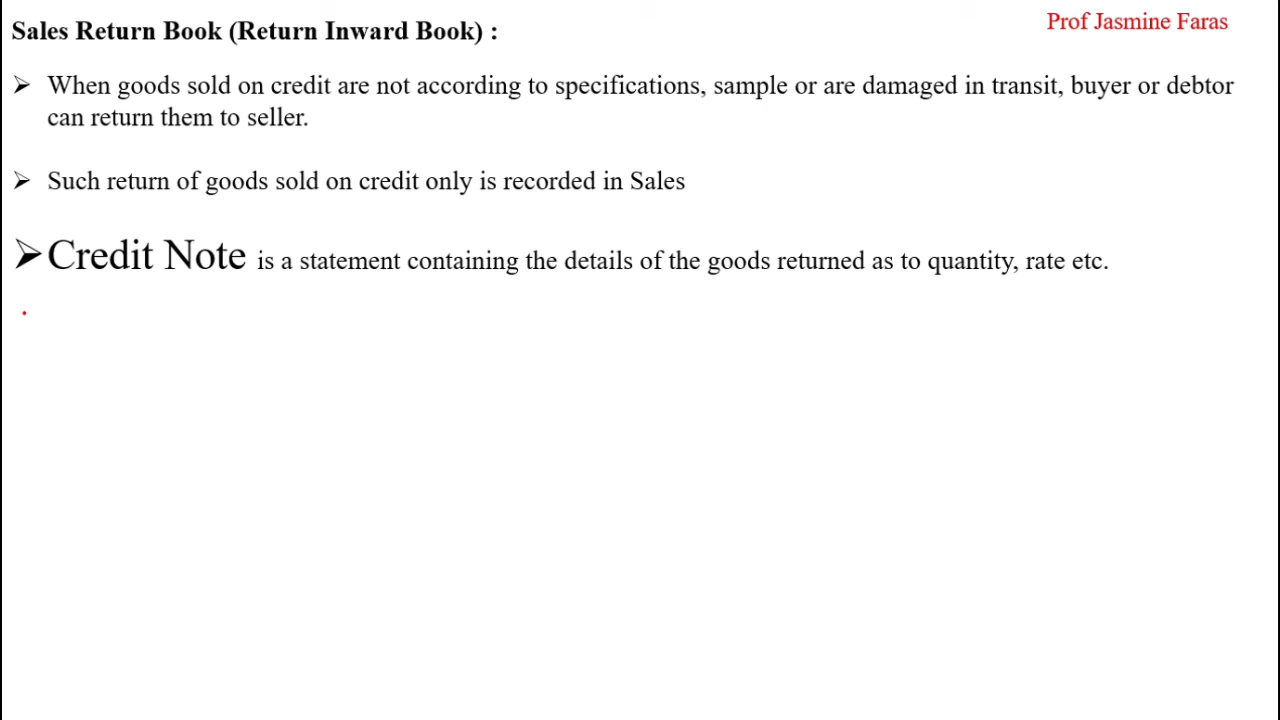 Sales Return Book (Return Inward Book) :
Prof Jasmine Faras
➢ When goods sold on credit are not according to specifications, sample or are damaged in transit, buyer or debtor
can return them to seller.
➢ Such return of goods sold on credit only is recorded in Sales
➢ Credit Note is a statement containing the details of the goods returned as to quantity, rate etc.